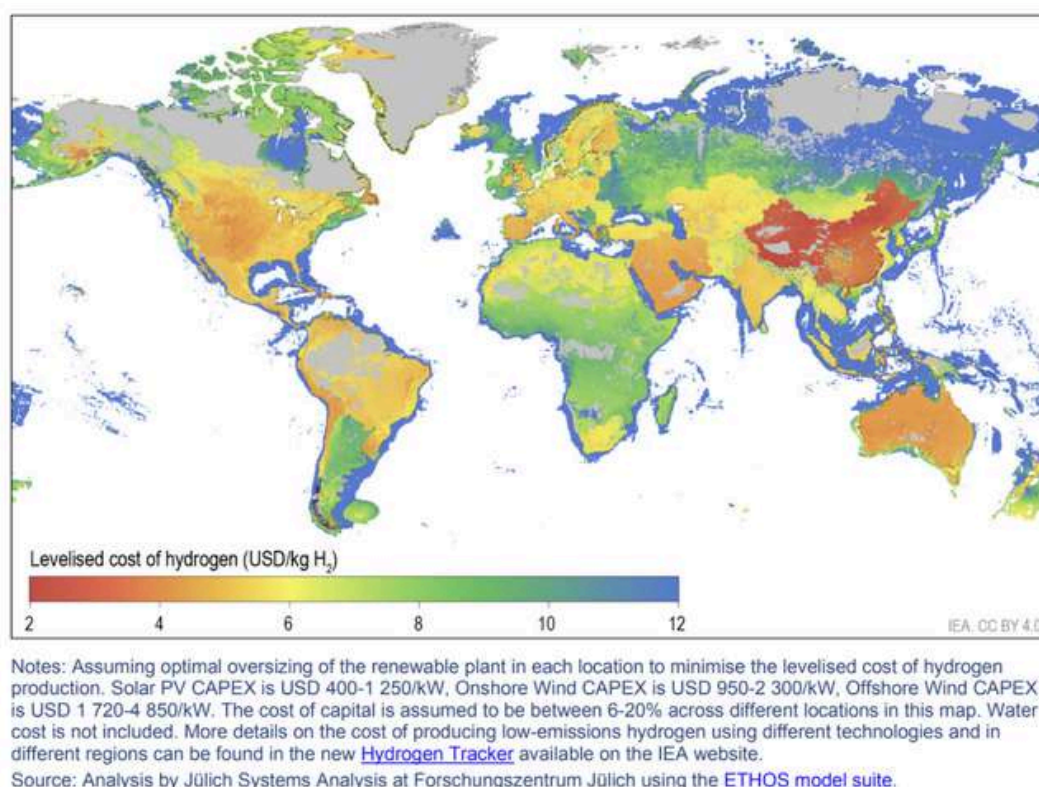 Levelised cost of hydrogen (USD/kg H₂)
2 4 6 8 10 12
IEA. CC BY 4.0
Notes: Assuming optimal oversizing of the renewable plant in each location to minimise the levelised cost of hydrogen
production. Solar PV CAPEX is USD 400-1 250/kW, Onshore Wind CAPEX is USD 950-2 300/kW, Offshore Wind CAPEX
is USD 1 720-4 850/kW. The cost of capital is assumed to be between 6-20% across different locations in this map. Water
cost is not included. More details on the cost of producing low-emissions hydrogen using different technologies and in
different regions can be found in the new Hydrogen Tracker available on the IEA website.
Source: Analysis by Jülich Systems Analysis at Forschungszentrum Jülich using the ETHOS model suite.